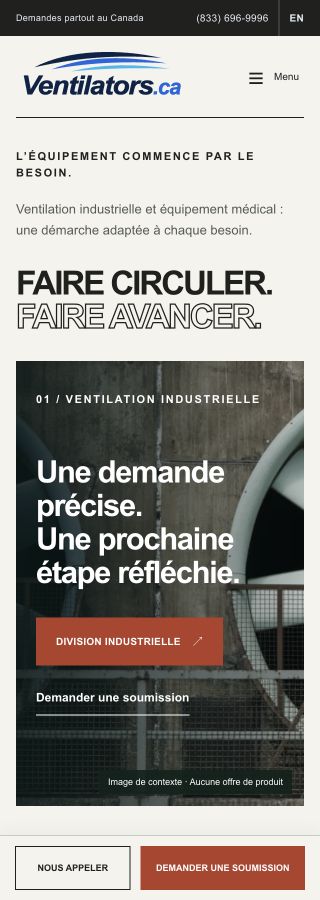 Demandes partout au Canada
(833) 696-9996
EN
Ventilators.ca
Menu
L'ÉQUIPEMENT COMMENCE PAR LE
BESOIN.
Ventilation industrielle et équipement médical :
une démarche adaptée à chaque besoin.
FAIRE CIRCULER.
FAIRE AVANCER.
01 / VENTILATION INDUSTRIELLE
Une demande
précise.
Une prochaine
étape réfléchie.
DIVISION INDUSTRIELLE ↗
Demander une soumission
Image de contexte · Aucune offre de produit
NOUS APPELER
DEMANDER UNE SOUMISSION